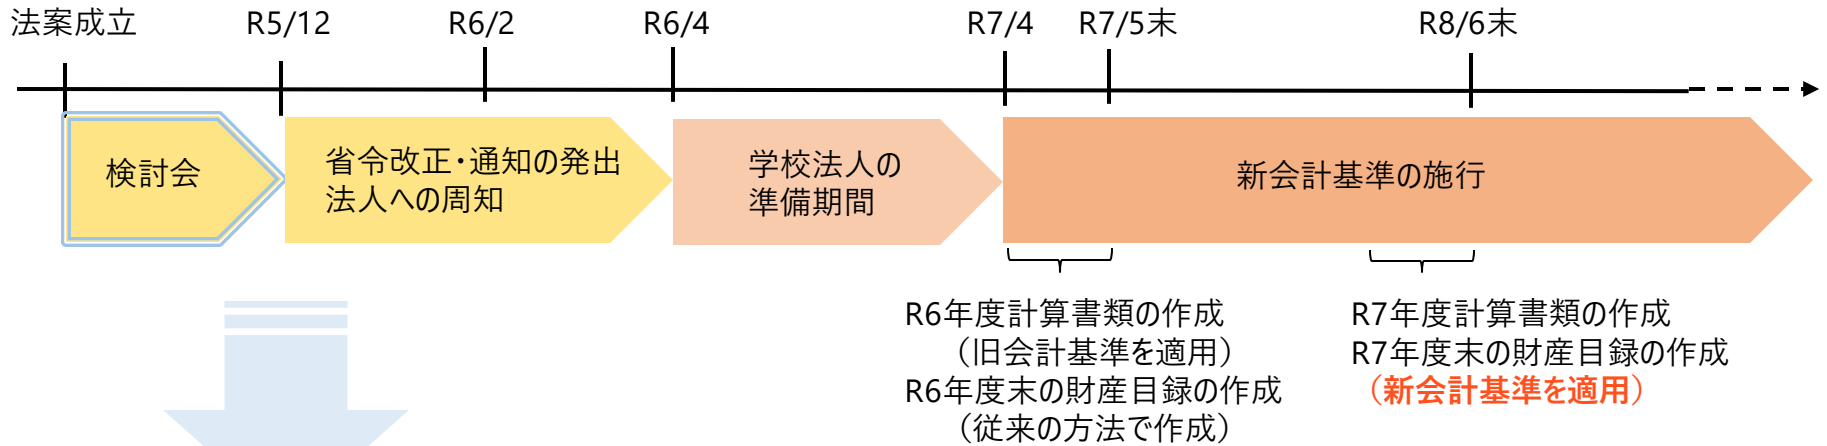 法案成立
R5/12
R6/2
R6/4
R7/4
R7/5末
R8/6末
検討会
省令改正・通知の発出
法人への周知
学校法人の
準備期間
新会計基準の施行
R6年度計算書類の作成
（旧会計基準を適用）
R6年度末の財産目録の作成
（従来の方法で作成）
R7年度計算書類の作成
R7年度末の財産目録の作成
（新会計基準を適用）